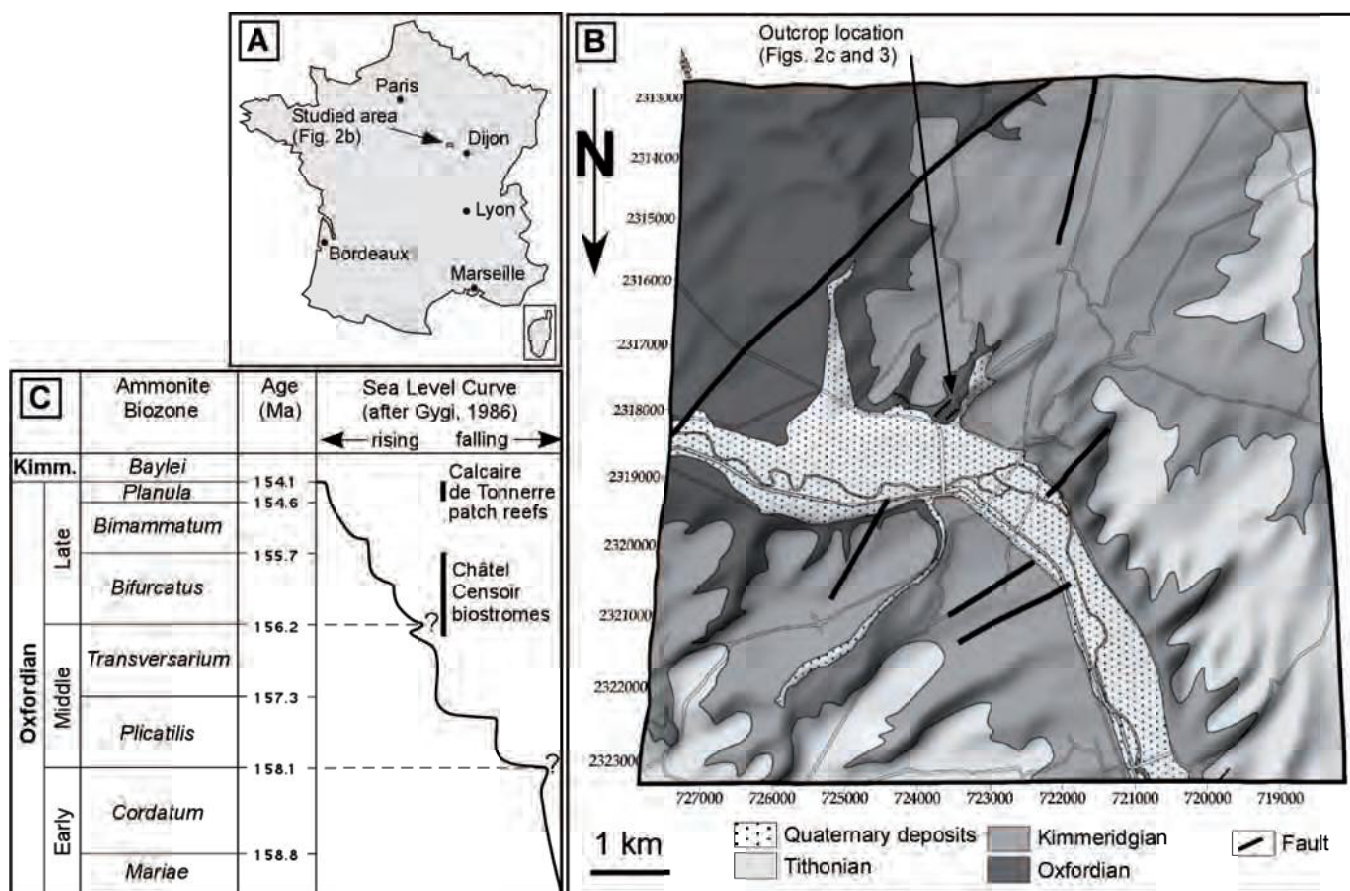 A
Paris
Studied area
(Fig. 2b)
Dijon
Lyon
Bordeaux
Marseille
B
Outcrop location
(Figs. 2c and 3)
N
2313000
2314000
2315000
2316000
2317000
2318000
2319000
2320000
2321000
2322000
2323000
727000 726000 725000 724000 723000 722000 721000 720000 719000
1 km
Quaternary deposits
Tithonian
Kimmeridgian
Oxfordian
Fault
C
Ammonite
Biozone
Age
(Ma)
Sea Level Curve
(after Gygi, 1986)
rising falling
Kimm.
Baylei
154.1
Calcaire
de Tonnerre
patch reefs
Oxfordian
Late
Planula
154.6
Bimammatum
155.7
Bifurcatus
Châtel
Censoir
biostromes
?
156.2
Middle
Transversarium
157.3
Plicatilis
?
158.1
Early
Cordatum
158.8
Mariae